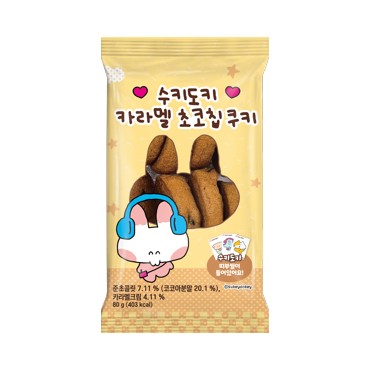 수키도키
카라멜 초코칩 쿠키
수키도키
띠부씰이
들어있어요!
준초콜릿 7.11 % (코코아분말 20.1 %),
카라멜크림 4.11 %
80 g (403 kcal)